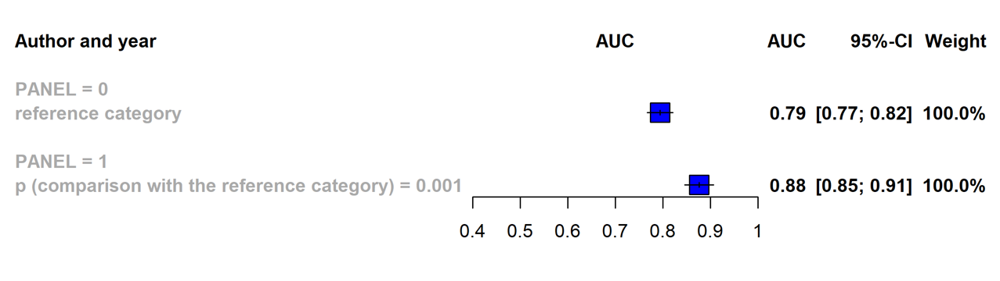 Author and year AUC AUC 95%-CI Weight
PANEL = 0
reference category 0.79 [0.77; 0.82] 100.0%
PANEL = 1
p (comparison with the reference category) = 0.001 0.88 [0.85; 0.91] 100.0%
0.4 0.5 0.6 0.7 0.8 0.9 1